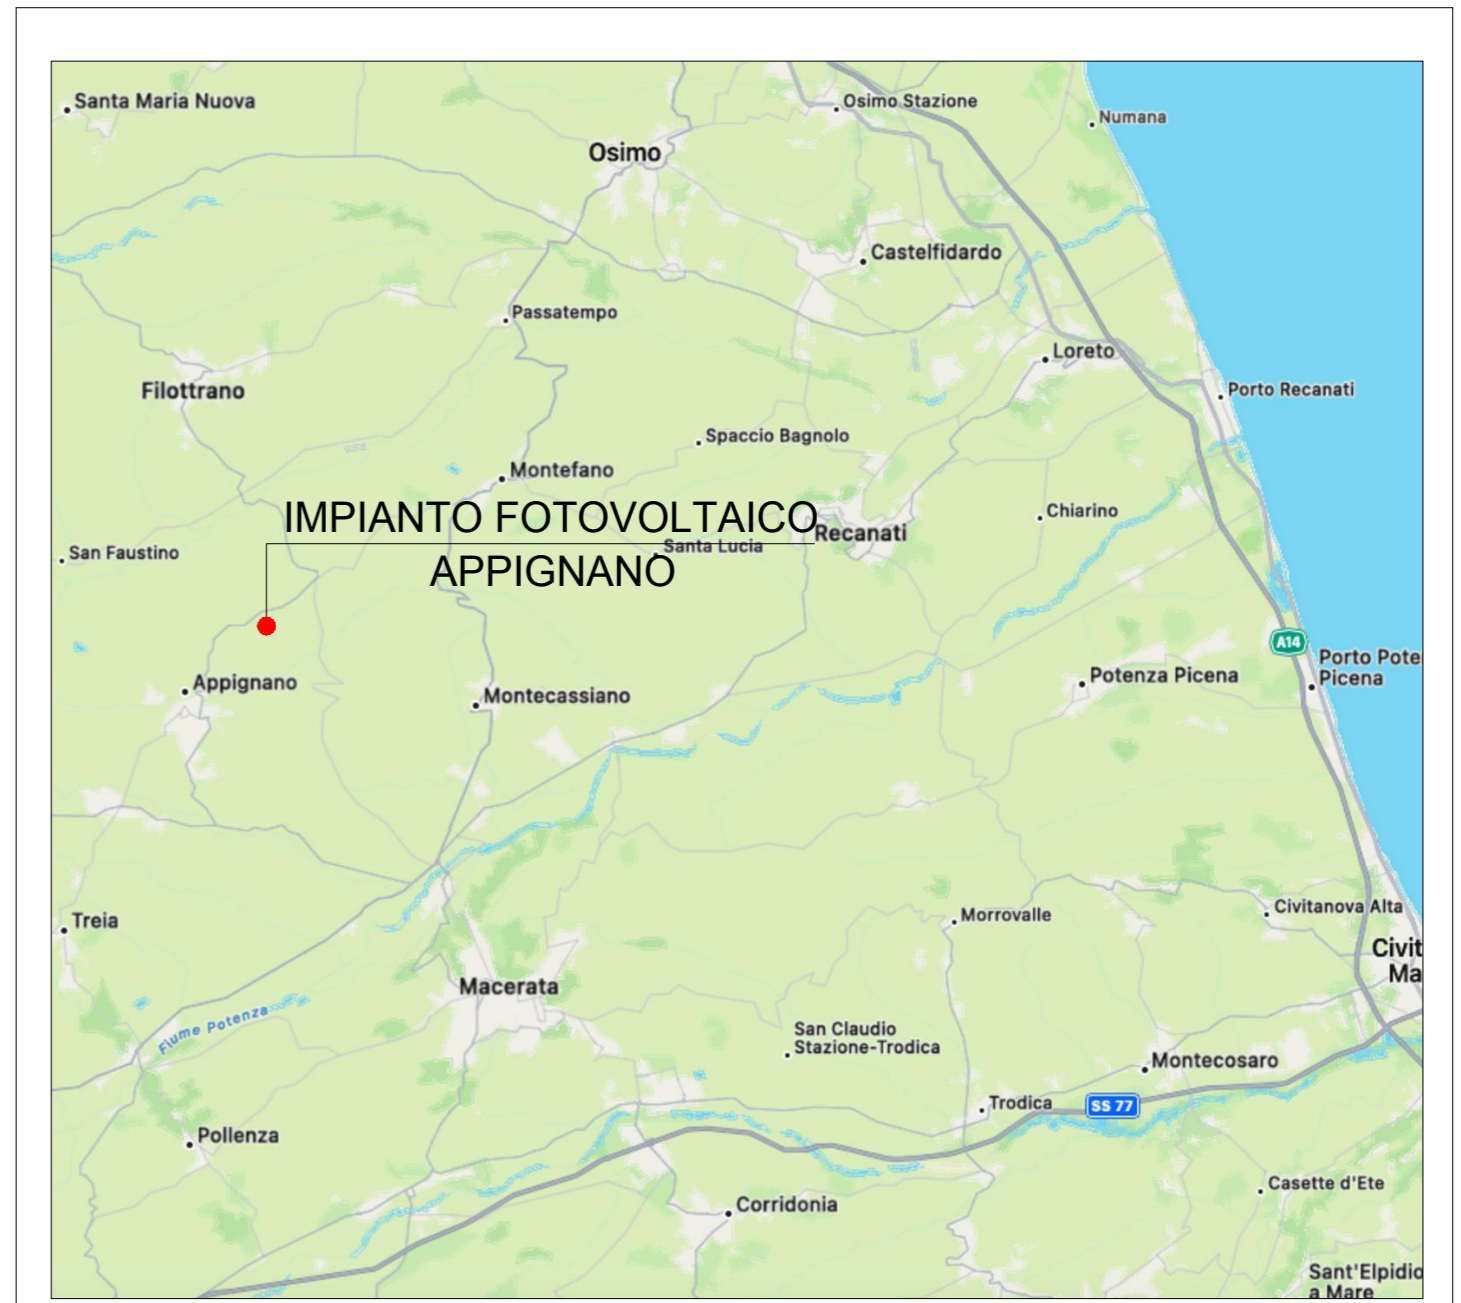 Santa Maria Nuova
Osimo Stazione
Numana
Osimo
Castelfidardo
Passatempo
Loreto
Filottrano
Porto Recanati
Spaccio Bagnolo
Montefano
IMPIANTO FOTOVOLTAICO
Chiarino
Recanati
San Faustino
Santa Lucia
APPIGNANO
A14
Porto Pote
Picena
Appignano
Potenza Picena
Montecassiano
Treia
Civitanova Alta
Morrovalle
Civit
Ma
Macerata
Fiume Potenza
San Claudio
Stazione-Trodica
Montecosaro
Trodica
SS 77
Pollenza
Casette d'Ete
Corridonia
Sant'Elpidio
a Mare